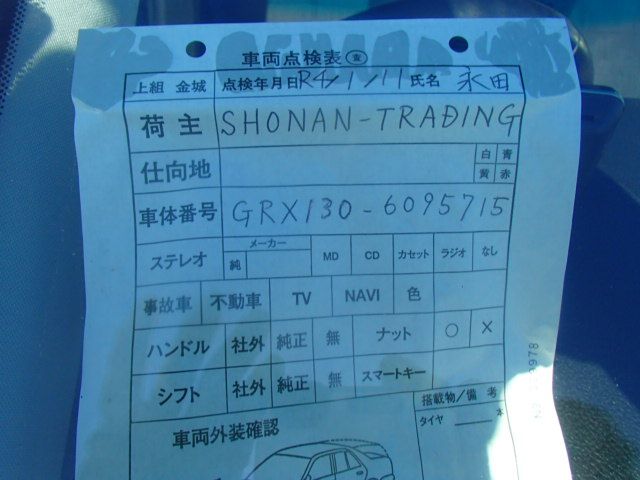 車両点検表 査
上組 金城 点検年月日 R4/1/11 氏名 永田
荷主 SHONAN-TRADING
仕向地 白 青
黄 赤
車体番号 GRX130-6095715
ステレオ メーカー 純 MD CD カセット ラジオ なし
事故車 不動車 TV NAVI 色
ハンドル 社外 純正 無 ナット ○ X
シフト 社外 純正 無 スマートキー
搭載物/備考
車両外装確認 タイヤ 本